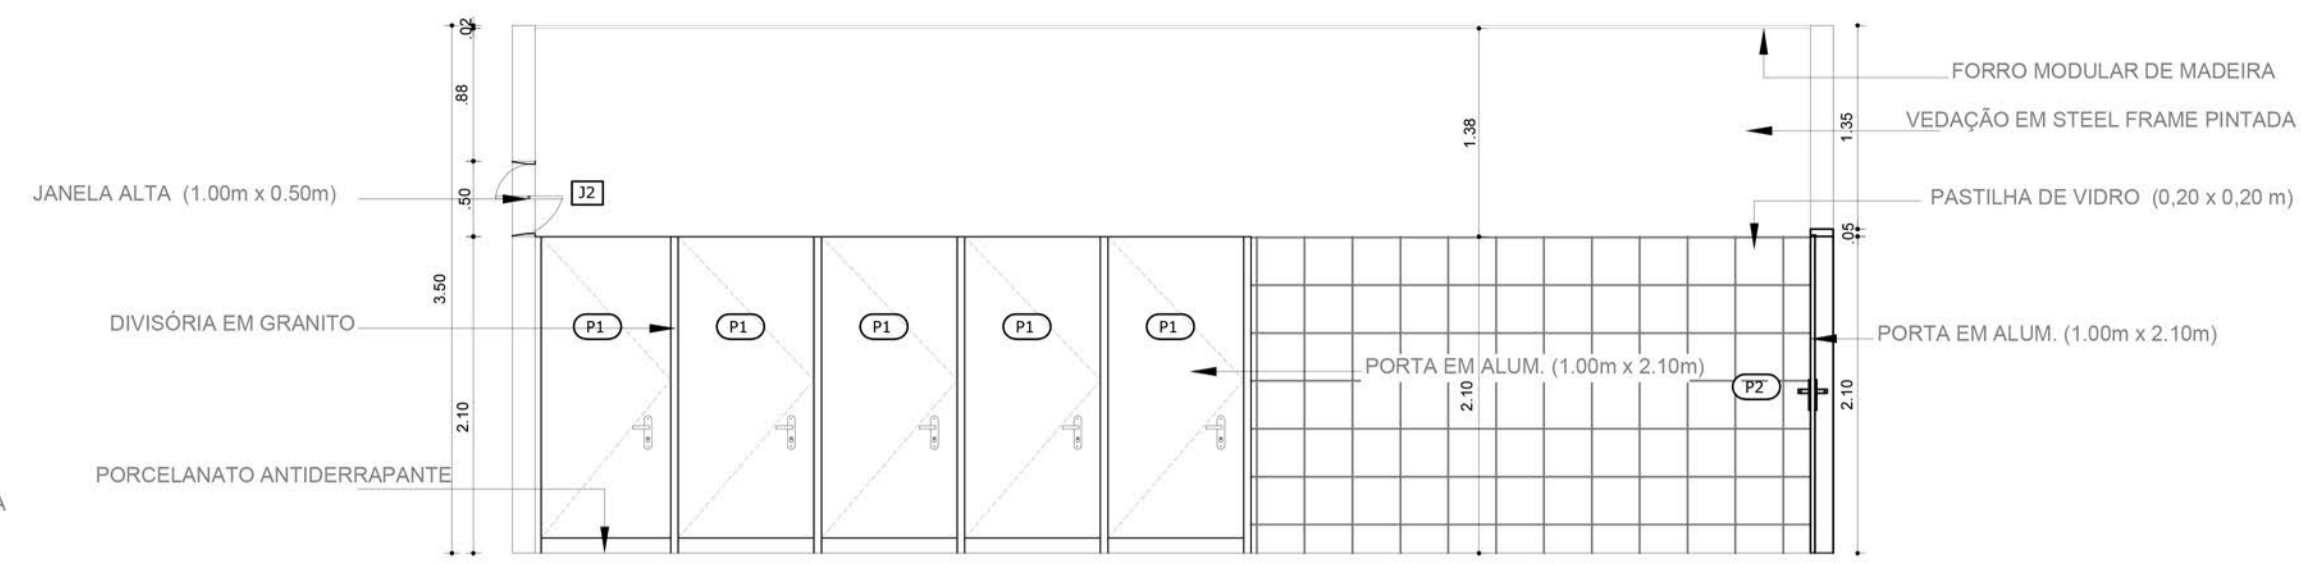 .02
FORRO MODULAR DE MADEIRA
.88
1.38
1.35
VEDAÇÃO EM STEEL FRAME PINTADA
JANELA ALTA (1.00m x 0.50m)
.50
J2
PASTILHA DE VIDRO (0,20 x 0,20 m)
.05
3.50
DIVISÓRIA EM GRANITO
P1
P1
P1
P1
P1
PORTA EM ALUM. (1.00m x 2.10m)
PORTA EM ALUM. (1.00m x 2.10m)
P2
2.10
2.10
2.10
PORCELANATO ANTIDERRAPANTE
A